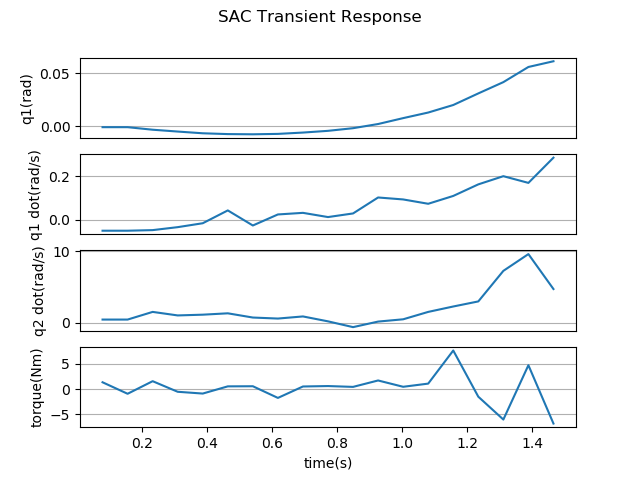 SAC Transient Response
q1(rad)
0.05
0.00
q1 dot(rad/s)
0.2
0.0
q2 dot(rad/s)
10
0
torque(Nm)
5
0
−5
0.2 0.4 0.6 0.8 1.0 1.2 1.4
time(s)